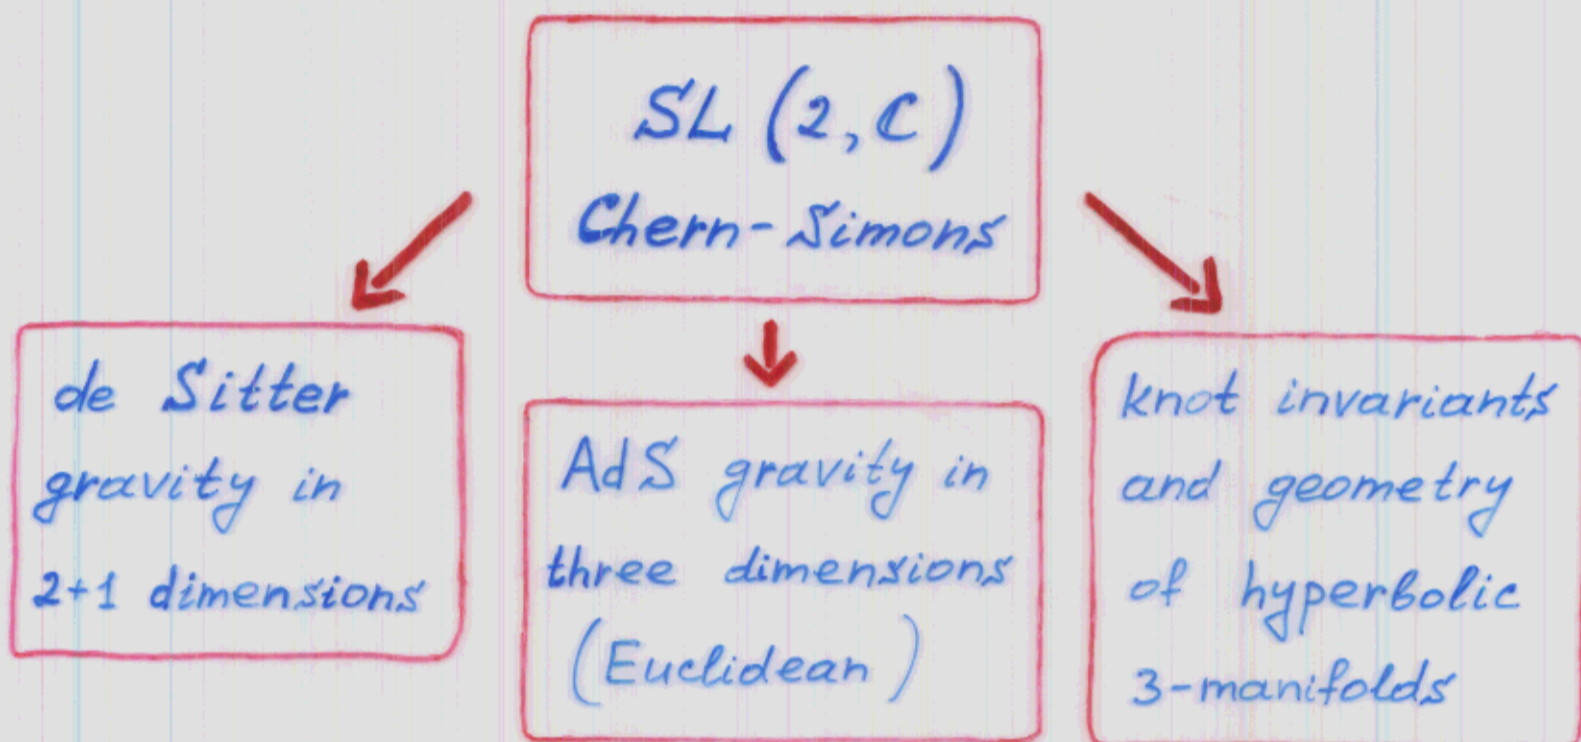 SL (2, C)
Chern-Simons
de Sitter
gravity in
2+1 dimensions
AdS gravity in
three dimensions
(Euclidean)
knot invariants
and geometry
of hyperbolic
3-manifolds